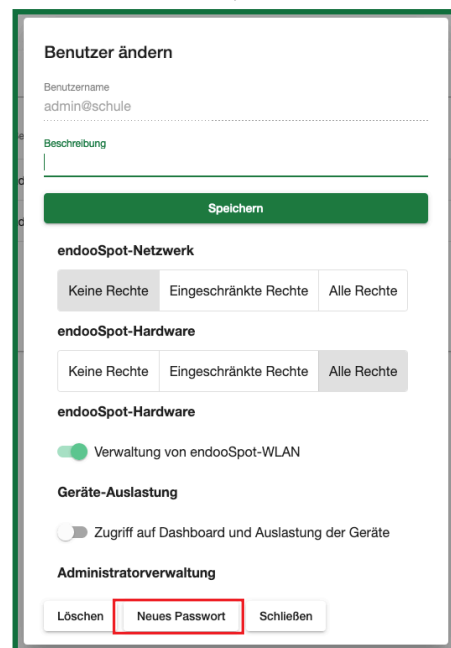 Benutzer ändern
Benutzername
admin@schule
Beschreibung
Speichern
endooSpot-Netzwerk
Keine Rechte Eingeschränkte Rechte Alle Rechte
endooSpot-Hardware
Keine Rechte Eingeschränkte Rechte Alle Rechte
endooSpot-Hardware
Verwaltung von endooSpot-WLAN
Geräte-Auslastung
Zugriff auf Dashboard und Auslastung der Geräte
Administratorverwaltung
Löschen Neues Passwort Schließen